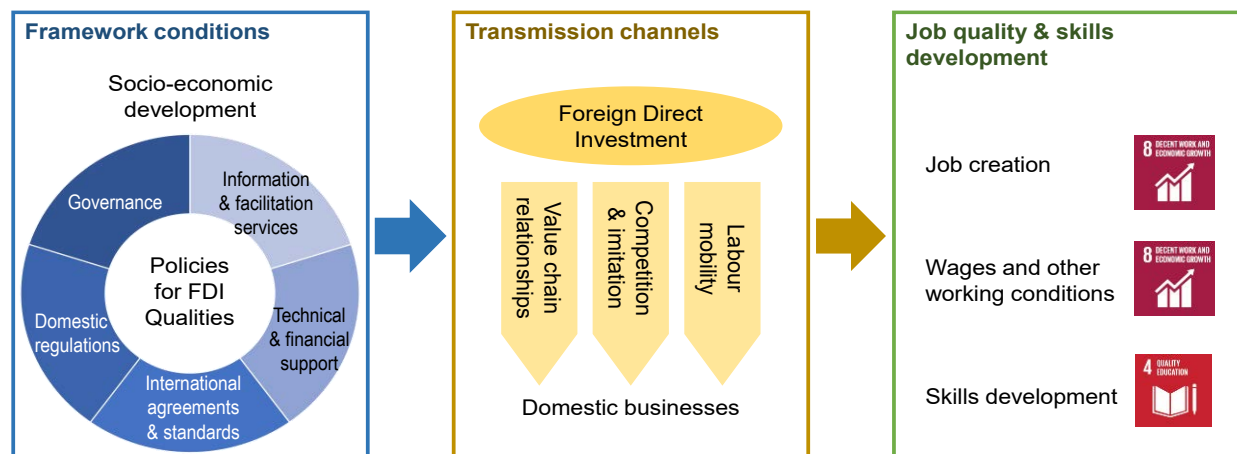 Framework conditions
Socio-economic
development
Governance
Information
& facilitation
services
Policies
for FDI
Qualities
Domestic
regulations
Technical
& financial
support
International
agreements
& standards
Transmission channels
Foreign Direct
Investment
Value chain
relationships
Competition
& imitation
Labour
mobility
Domestic businesses
Job quality & skills
development
Job creation
8 DECENT WORK AND
ECONOMIC GROWTH
Wages and other
working conditions
8 DECENT WORK AND
ECONOMIC GROWTH
Skills development
4 QUALITY
EDUCATION